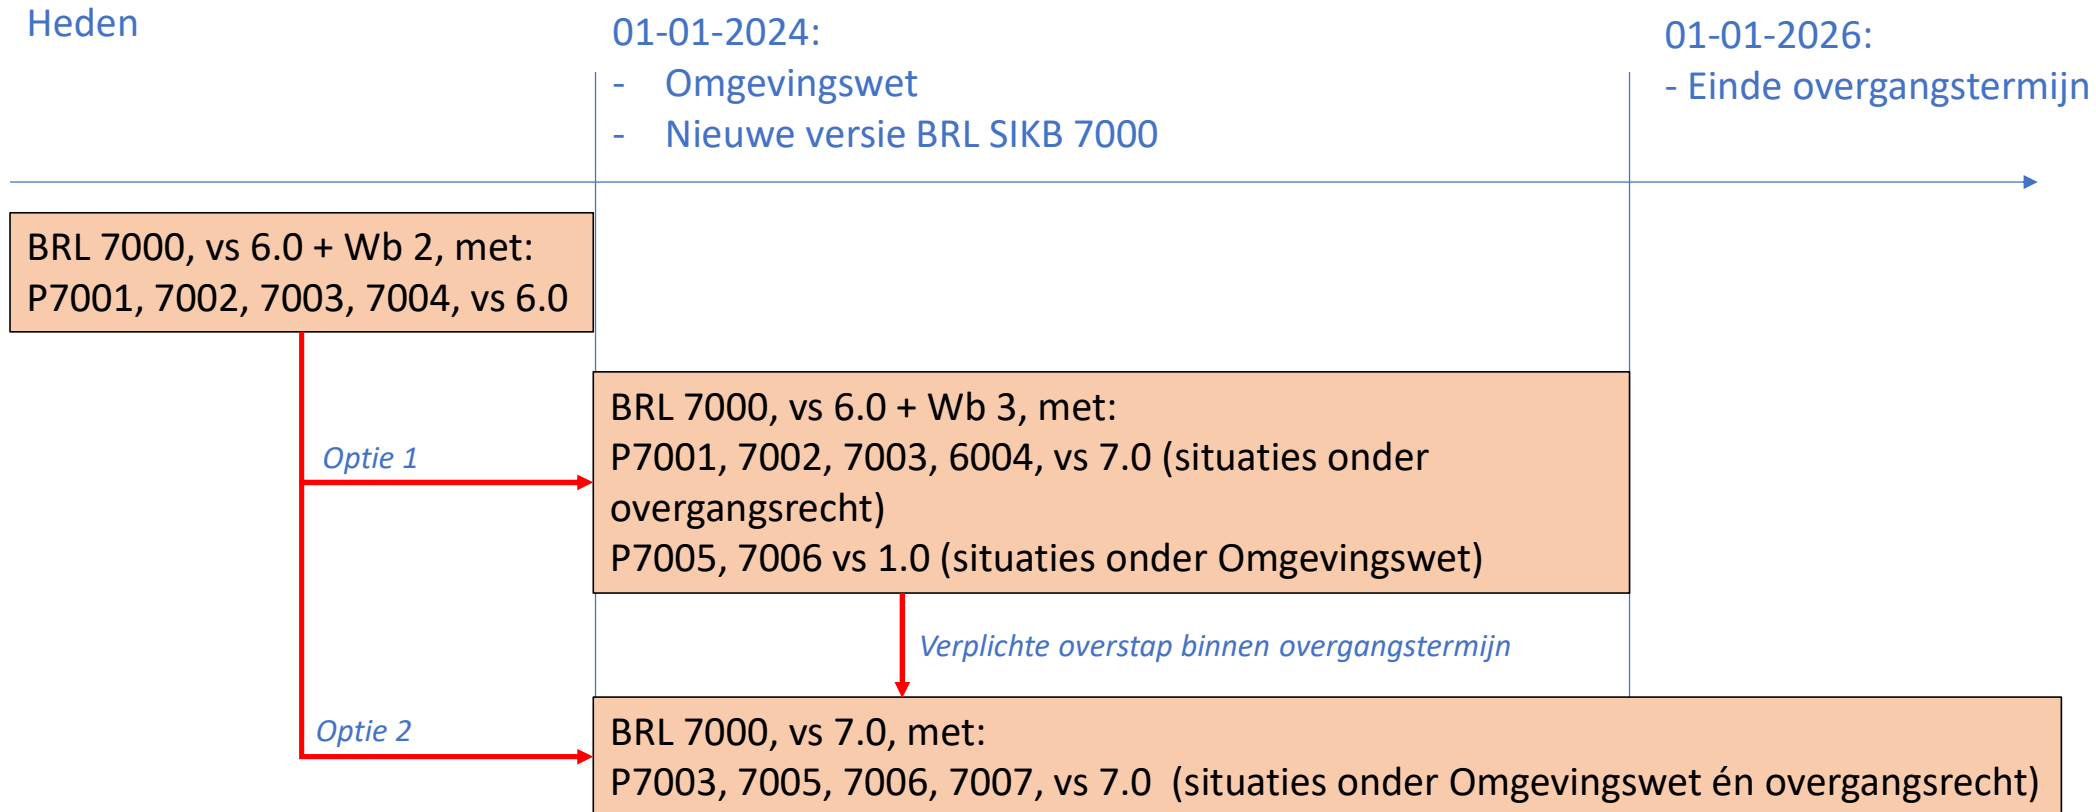 Heden
01-01-2024:
- Omgevingswet
- Nieuwe versie BRL SIKB 7000
01-01-2026:
- Einde overgangstermijn
BRL 7000, vs 6.0 + Wb 2, met:
P7001, 7002, 7003, 7004, vs 6.0
Optie 1
BRL 7000, vs 6.0 + Wb 3, met:
P7001, 7002, 7003, 6004, vs 7.0 (situaties onder
overgangsrecht)
P7005, 7006 vs 1.0 (situaties onder Omgevingswet)
Verplichte overstap binnen overgangstermijn
Optie 2
BRL 7000, vs 7.0, met:
P7003, 7005, 7006, 7007, vs 7.0 (situaties onder Omgevingswet én overgangsrecht)